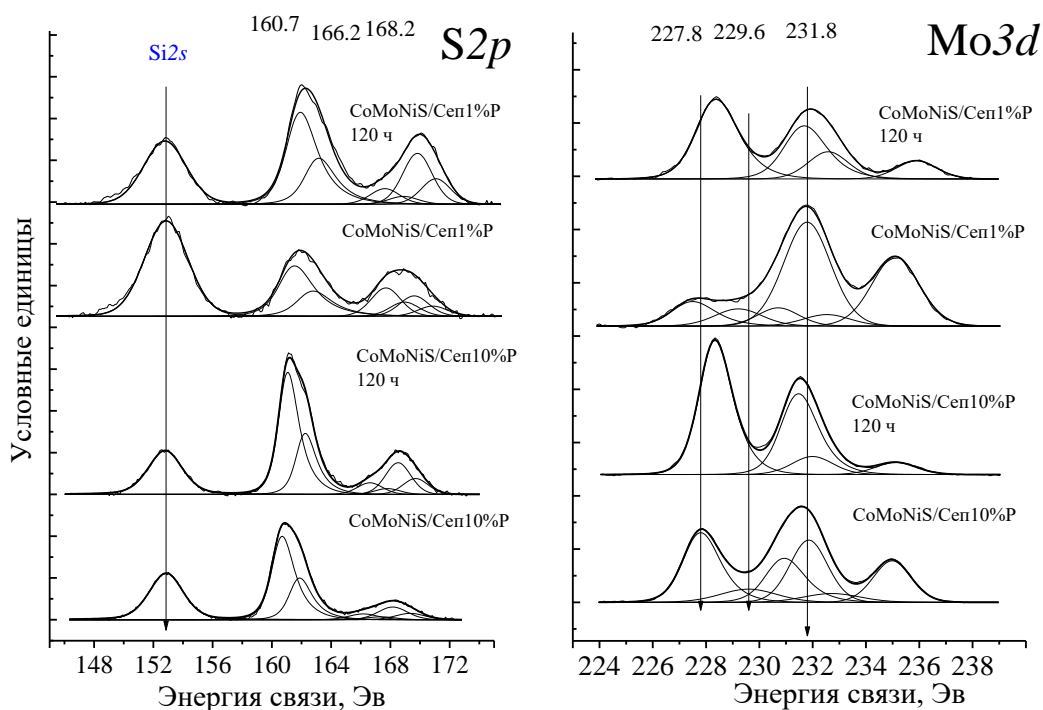 160.7
166.2 168.2
S2p
Si2s
CoMoNiS/Сеп1%P
120 ч
CoMoNiS/Сеп1%P
CoMoNiS/Сеп10%P
120 ч
CoMoNiS/Сеп10%P
Условные единицы
148 152 156 160 164 168 172
Энергия связи, Эв
227.8 229.6 231.8
Mo3d
CoMoNiS/Сеп1%P
120 ч
CoMoNiS/Сеп1%P
CoMoNiS/Сеп10%P
120 ч
CoMoNiS/Сеп10%P
224 226 228 230 232 234 236 238
Энергия связи, Эв